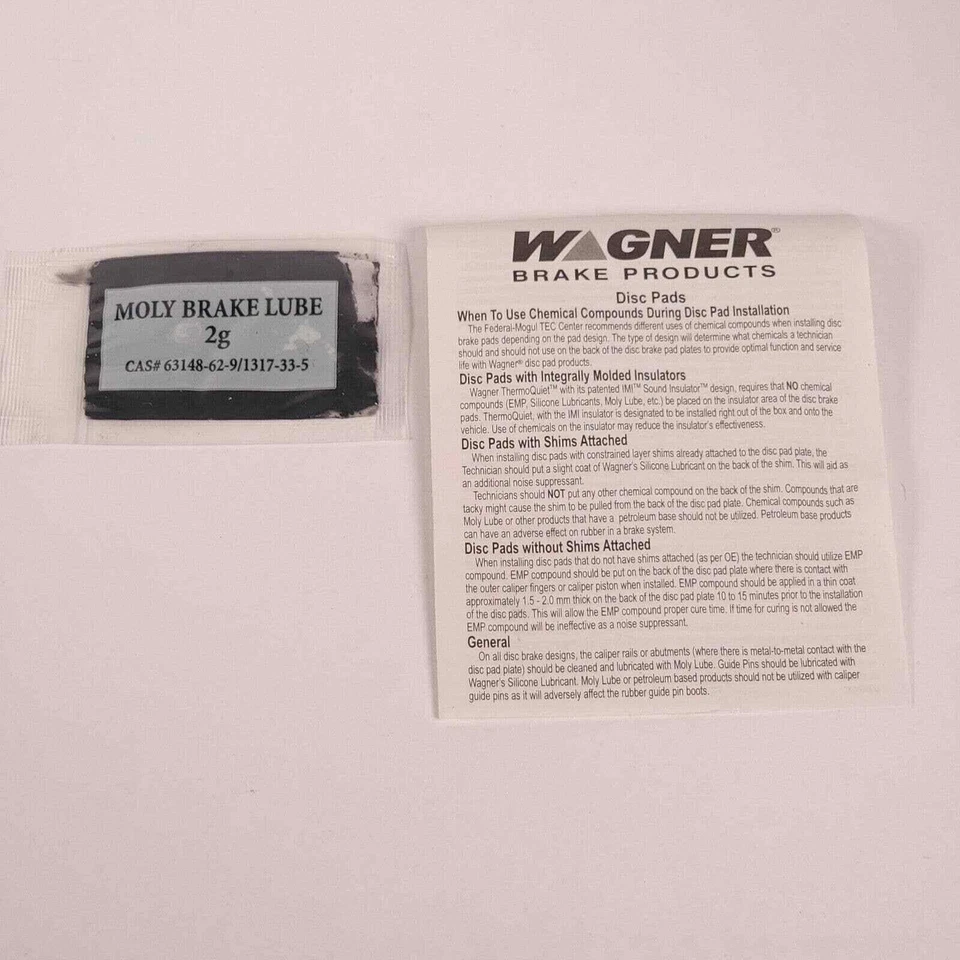 MOLY BRAKE LUBE
2g
CAS# 63148-62-9/1317-33-5
WAGNER®
BRAKE PRODUCTS
Disc Pads
When To Use Chemical Compounds During Disc Pad Installation
The Federal-Mogul TEC Center recommends different uses of chemical compounds when installing disc
brake pads depending on the pad design. The type of design will determine what chemicals a technician
should and should not use on the back of the disc brake pad plates to provide optimal function and service
life with Wagner® disc pad products.
Disc Pads with Integrally Molded Insulators
Wagner ThermoQuiet™ with its patented IMI™ Sound Insulator™ design, requires that NO chemical
compounds (EMP, Silicone Lubricants, Moly Lube, etc.) be placed on the insulator area of the disc brake
pads. ThermoQuiet, with the IMI insulator is designated to be installed right out of the box and onto the
vehicle. Use of chemicals on the insulator may reduce the insulator's effectiveness.
Disc Pads with Shims Attached
When installing disc pads with constrained layer shims already attached to the disc pad plate, the
Technician should put a slight coat of Wagner's Silicone Lubricant on the back of the shim. This will aid as
an additional noise suppressant.
Technicians should NOT put any other chemical compound on the back of the shim. Compounds that are
tacky might cause the shim to be pulled from the back of the disc pad plate. Chemical compounds such as
Moly Lube or other products that have a petroleum base should not be utilized. Petroleum base products
can have an adverse effect on rubber in a brake system.
Disc Pads without Shims Attached
When installing disc pads that do not have shims attached (as per OE) the technician should utilize EMP
compound. EMP compound should be put on the back of the disc pad plate where there is contact with
the outer caliper fingers or caliper piston when installed. EMP compound should be applied in a thin coat
approximately 1.5 - 2.0 mm thick on the back of the disc pad plate 10 to 15 minutes prior to the installation
of the disc pads. This will allow the EMP compound proper cure time. If time for curing is not allowed the
EMP compound will be ineffective as a noise suppressant.
General
On all disc brake designs, the caliper rails or abutments (where there is metal-to-metal contact with the
disc pad plate) should be cleaned and lubricated with Moly Lube. Guide Pins should be lubricated with
Wagner's Silicone Lubricant. Moly Lube or petroleum based products should not be utilized with caliper
guide pins as it will adversely affect the rubber guide pin boots.